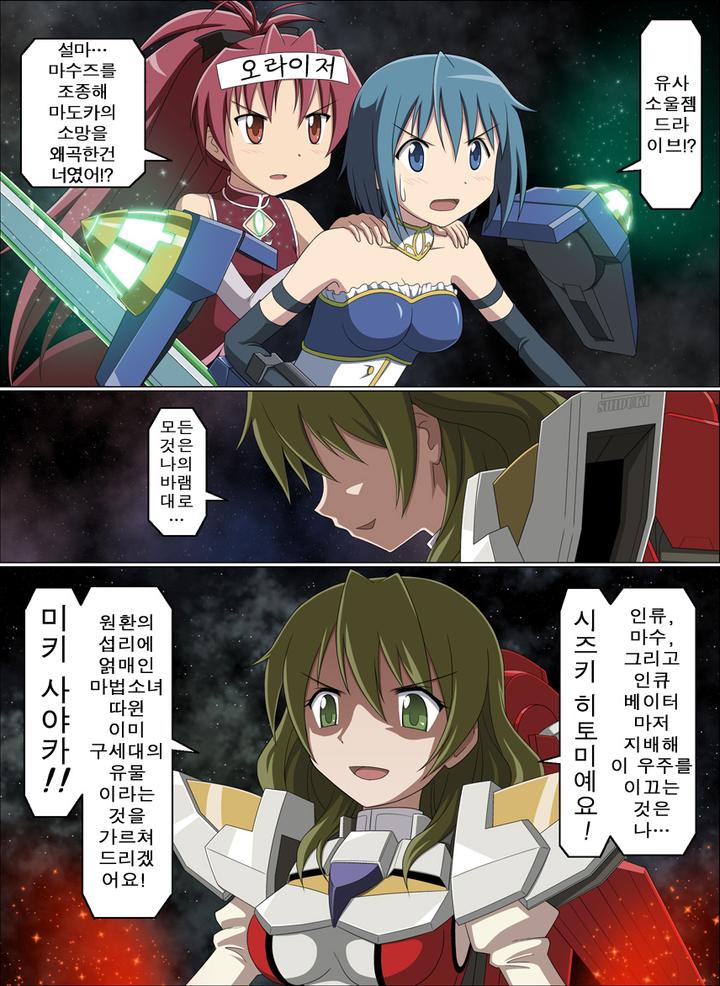 유사
소울젬
드라
이브!?
오라이저
설마…
마수즈를
조종해
마도카의
소망을
왜곡한건
너였어!?
SHIDUKI
모든
것은
나의
바램
대로
…
인류,
마수,
그리고
인큐
베이터
마저
지배해
이 우주를
이끄는
것은
나…
시즈키 히토미예요!
원환의
섭리에
얽매인
마법소녀
따윈
이미
구세대의
유물
이라는
것을
가르쳐
드리겠
어요!
미키 사야카!!